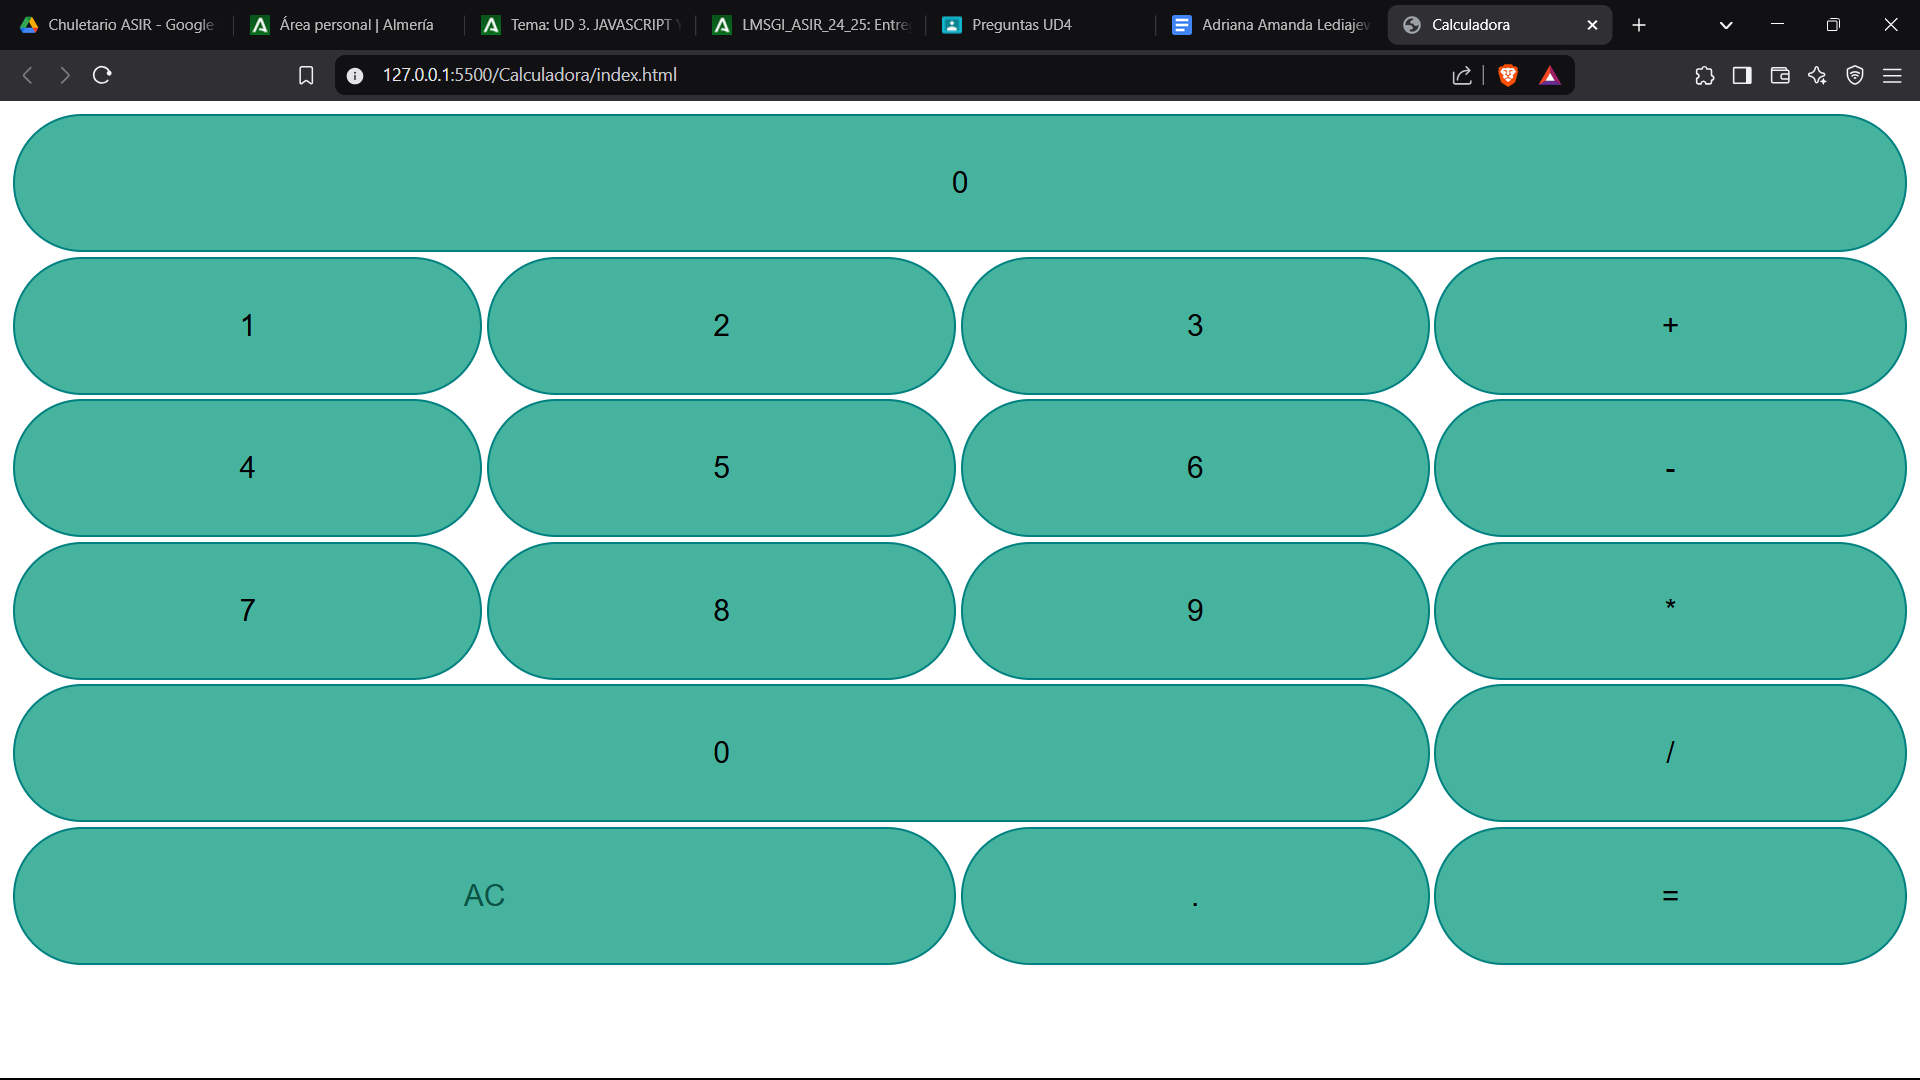 Chuletario ASIR - Google
Área personal | Almería
Tema: UD 3. JAVASCRIPT Y
LMSGI_ASIR_24_25: Entre
Preguntas UD4
Adriana Amanda Lediajev
Calculadora
127.0.0.1:5500/Calculadora/index.html
0
1 2 3 +
4 5 6 -
7 8 9 *
0 /
AC . =